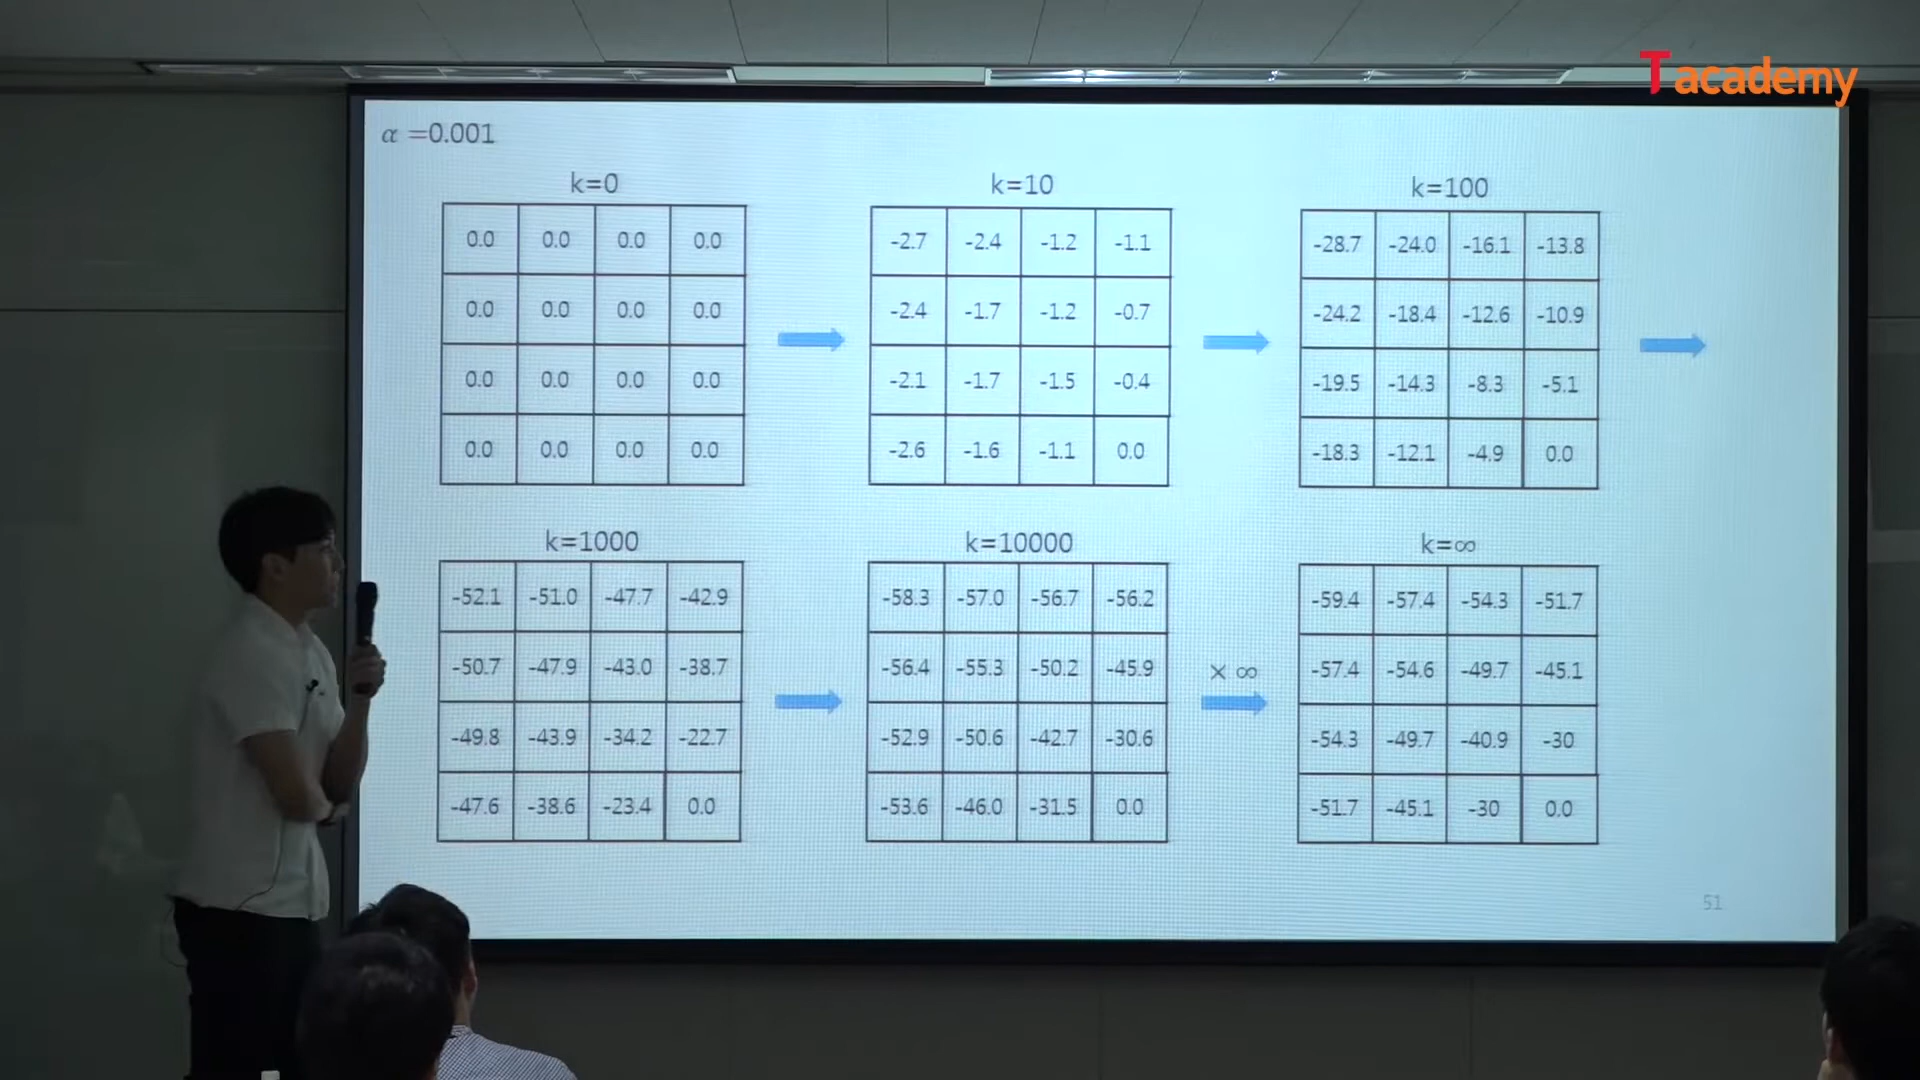 Tacademy
α =0.001
k=0
0.0 0.0 0.0 0.0
0.0 0.0 0.0 0.0
0.0 0.0 0.0 0.0
0.0 0.0 0.0 0.0
k=10
-2.7 -2.4 -1.2 -1.1
-2.4 -1.7 -1.2 -0.7
-2.1 -1.7 -1.5 -0.4
-2.6 -1.6 -1.1 0.0
k=100
-28.7 -24.0 -16.1 -13.8
-24.2 -18.4 -12.6 -10.9
-19.5 -14.3 -8.3 -5.1
-18.3 -12.1 -4.9 0.0
k=1000
-52.1 -51.0 -47.7 -42.9
-50.7 -47.9 -43.0 -38.7
-49.8 -43.9 -34.2 -22.7
-47.6 -38.6 -23.4 0.0
k=10000
-58.3 -57.0 -56.7 -56.2
-56.4 -55.3 -50.2 -45.9
-52.9 -50.6 -42.7 -30.6
-53.6 -46.0 -31.5 0.0
× ∞
k=∞
-59.4 -57.4 -54.3 -51.7
-57.4 -54.6 -49.7 -45.1
-54.3 -49.7 -40.9 -30
-51.7 -45.1 -30 0.0
51